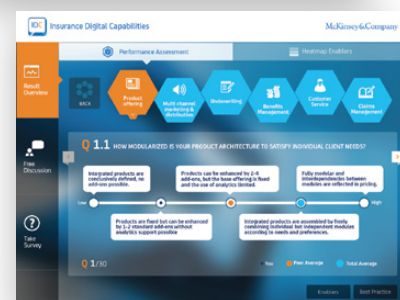 IDC Insurance Digital Capabilities
McKinsey&Company
Performance Assessment
Heatmap Enablers
Result
Overview
BACK
Product
offering
Multi channel
marketing &
distribution
Underwriting
Benefits
Management
Customer
Service
Claims
Management
Free
Discussion
Take
Survey
Q 1.1 HOW MODULARIZED IS YOUR PRODUCT ARCHITECTURE TO SATISFY INDIVIDUAL CLIENT NEEDS?
Integrated products are
conclusively defined, no
add-ons possible.
Products can be enhanced by 2-4
add-ons, but the base offering is fixed
and the use of analytics limited.
Fully modular and
interdependencies between
modules are reflected in pricing.
Low
High
Products are fixed but can be enhanced
by 1-2 standard add-ons without
analytics support possible
Integrated products are assembled by freely
combining individual but independent modules
according to needs and preferences.
Q 1/30
You
Peer Average
Total Average
Enablers
Best Practice